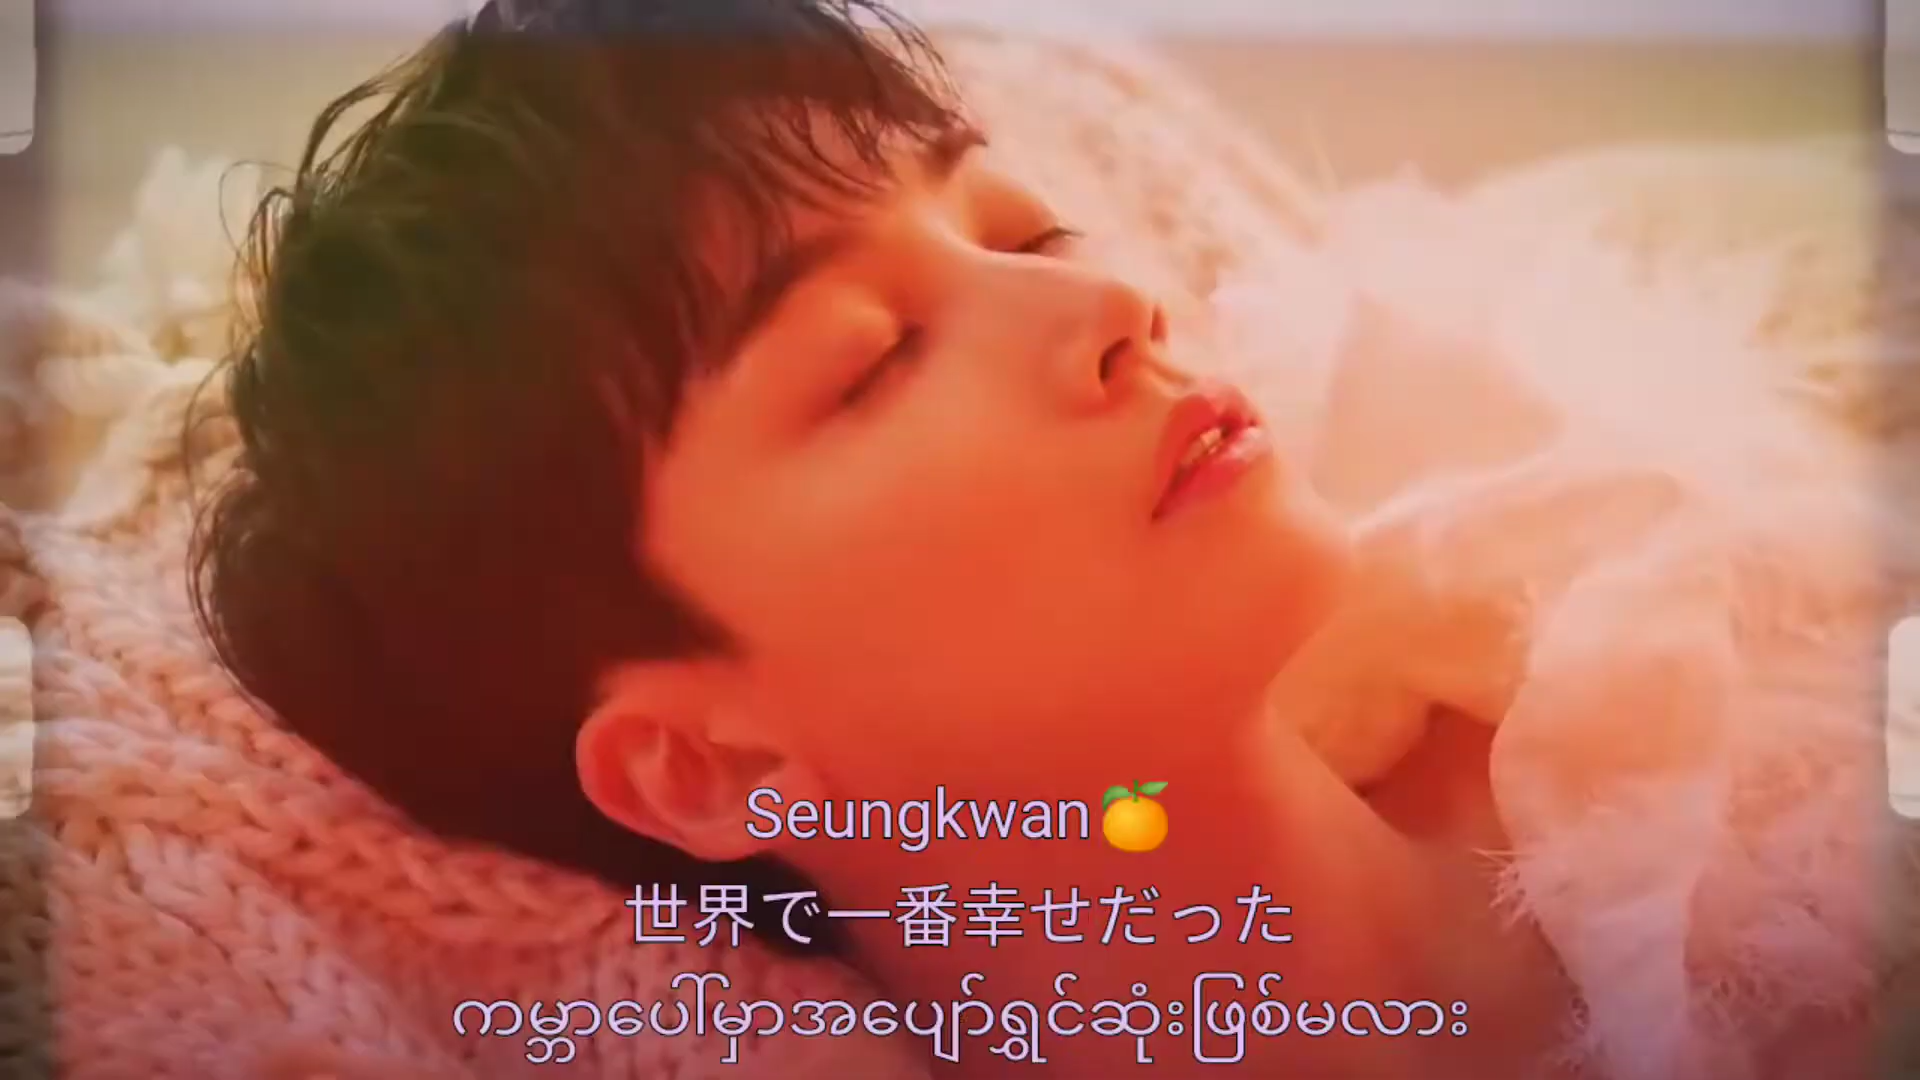 Seungkwan🍊
世界で一番幸せだった
ကမ္ဘာပေါ်မှာအပျော်ရွှင်ဆုံးဖြစ်မလား